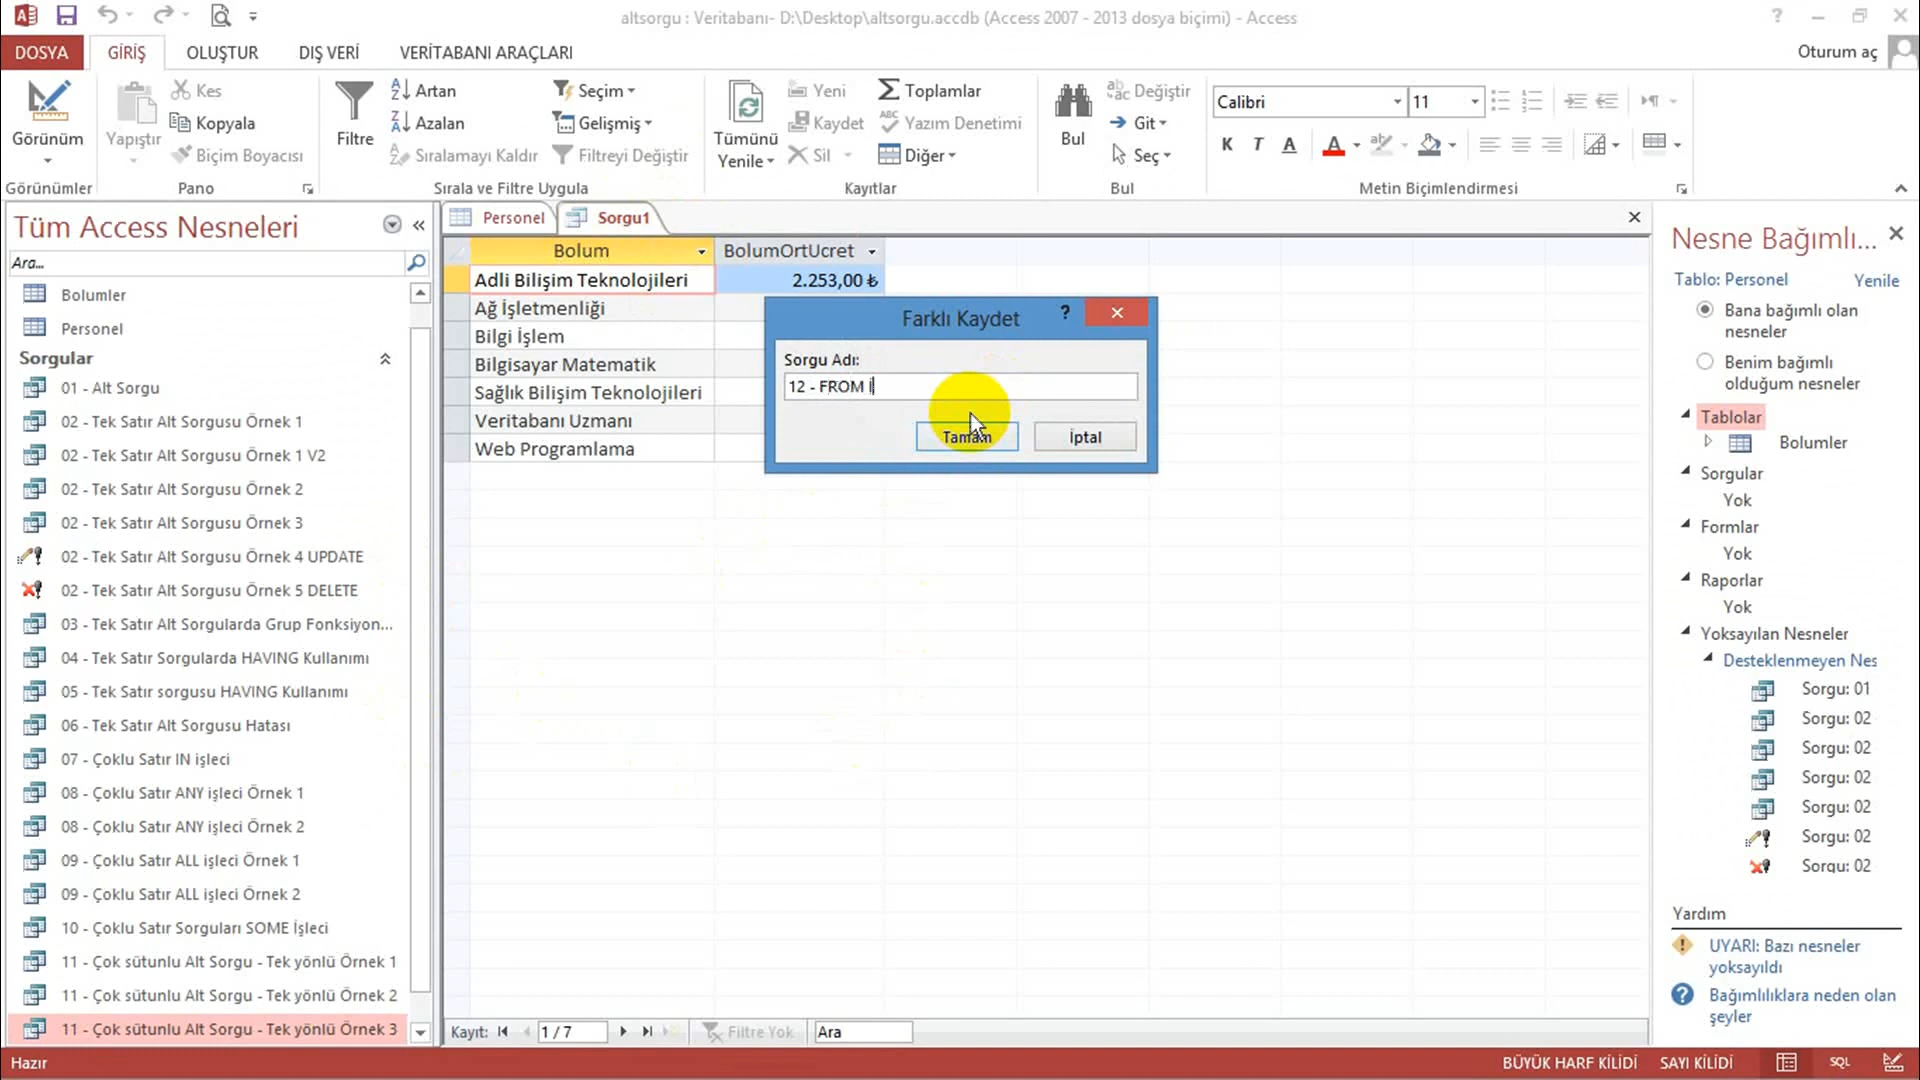 altsorgu : Veritabanı- D:\Desktop\altsorgu.accdb (Access 2007 - 2013 dosya biçimi) - Access
DOSYA GİRİŞ OLUŞTUR DIŞ VERİ VERİTABANI ARAÇLARI
Oturum aç
Görünüm
Görünümler
Yapıştır
Kes
Kopyala
Biçim Boyacısı
Pano
Filtre
Artan
Azalan
Sıralamayı Kaldır
Seçim
Gelişmiş
Filtreyi Değiştir
Sırala ve Filtre Uygula
Tümünü
Yenile
Yeni
Kaydet
Sil
Toplamlar
Yazım Denetimi
Diğer
Kayıtlar
Bul
Değiştir
Git
Seç
Bul
Calibri
11
K T A
Metin Biçimlendirmesi
Tüm Access Nesneleri
Ara...
Bolumler
Personel
Sorgular
01 - Alt Sorgu
02 - Tek Satır Alt Sorgusu Örnek 1
02 - Tek Satır Alt Sorgusu Örnek 1 V2
02 - Tek Satır Alt Sorgusu Örnek 2
02 - Tek Satır Alt Sorgusu Örnek 3
02 - Tek Satır Alt Sorgusu Örnek 4 UPDATE
02 - Tek Satır Alt Sorgusu Örnek 5 DELETE
03 - Tek Satır Alt Sorgularda Grup Fonksiyon...
04 - Tek Satır Sorgularda HAVING Kullanımı
05 - Tek Satır sorgusu HAVING Kullanımı
06 - Tek Satır Alt Sorgusu Hatası
07 - Çoklu Satır IN işleci
08 - Çoklu Satır ANY işleci Örnek 1
08 - Çoklu Satır ANY işleci Örnek 2
09 - Çoklu Satır ALL işleci Örnek 1
09 - Çoklu Satır ALL işleci Örnek 2
10 - Çoklu Satır Sorguları SOME İşleci
11 - Çok sütunlu Alt Sorgu - Tek yönlü Örnek 1
11 - Çok sütunlu Alt Sorgu - Tek yönlü Örnek 2
11 - Çok sütunlu Alt Sorgu - Tek yönlü Örnek 3
Personel
Sorgu1
Bolum BolumOrtUcret
Adli Bilişim Teknolojileri 2.253,00 ₺
Ağ İşletmenliği
Bilgi İşlem
Bilgisayar Matematik
Sağlık Bilişim Teknolojileri
Veritabanı Uzmanı
Web Programlama
Farklı Kaydet
?
Sorgu Adı:
12 - FROM İ
Tamam
İptal
Kayıt:
1 / 7
Filtre Yok
Ara
Nesne Bağımlı...
Tablo: Personel
Yenile
Bana bağımlı olan
nesneler
Benim bağımlı
olduğum nesneler
Tablolar
Bolumler
Sorgular
Yok
Formlar
Yok
Raporlar
Yok
Yoksayılan Nesneler
Desteklenmeyen Nes
Sorgu: 01
Sorgu: 02
Sorgu: 02
Sorgu: 02
Sorgu: 02
Sorgu: 02
Sorgu: 02
Yardım
UYARI: Bazı nesneler
yoksayıldı
Bağımlılıklara neden olan
şeyler
Hazır
BÜYÜK HARF KİLİDİ SAYI KİLİDİ
SQL